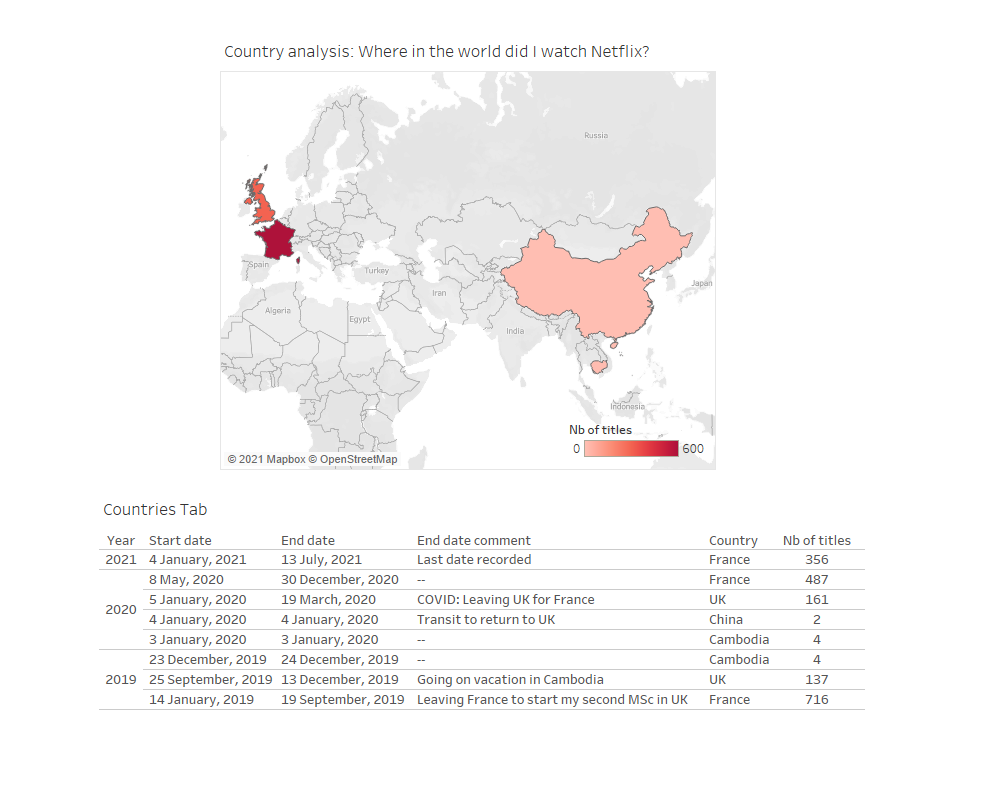 Country analysis: Where in the world did I watch Netflix?
Russia
Spain
Turkey
Japan
Iran
Algeria
Egypt
India
Indonesia
Nb of titles
0 600
© 2021 Mapbox © OpenStreetMap
Countries Tab
Year Start date End date End date comment Country Nb of titles
2021 4 January, 2021 13 July, 2021 Last date recorded France 356
2020 8 May, 2020 30 December, 2020 -- France 487
5 January, 2020 19 March, 2020 COVID: Leaving UK for France UK 161
4 January, 2020 4 January, 2020 Transit to return to UK China 2
3 January, 2020 3 January, 2020 -- Cambodia 4
2019 23 December, 2019 24 December, 2019 -- Cambodia 4
25 September, 2019 13 December, 2019 Going on vacation in Cambodia UK 137
14 January, 2019 19 September, 2019 Leaving France to start my second MSc in UK France 716